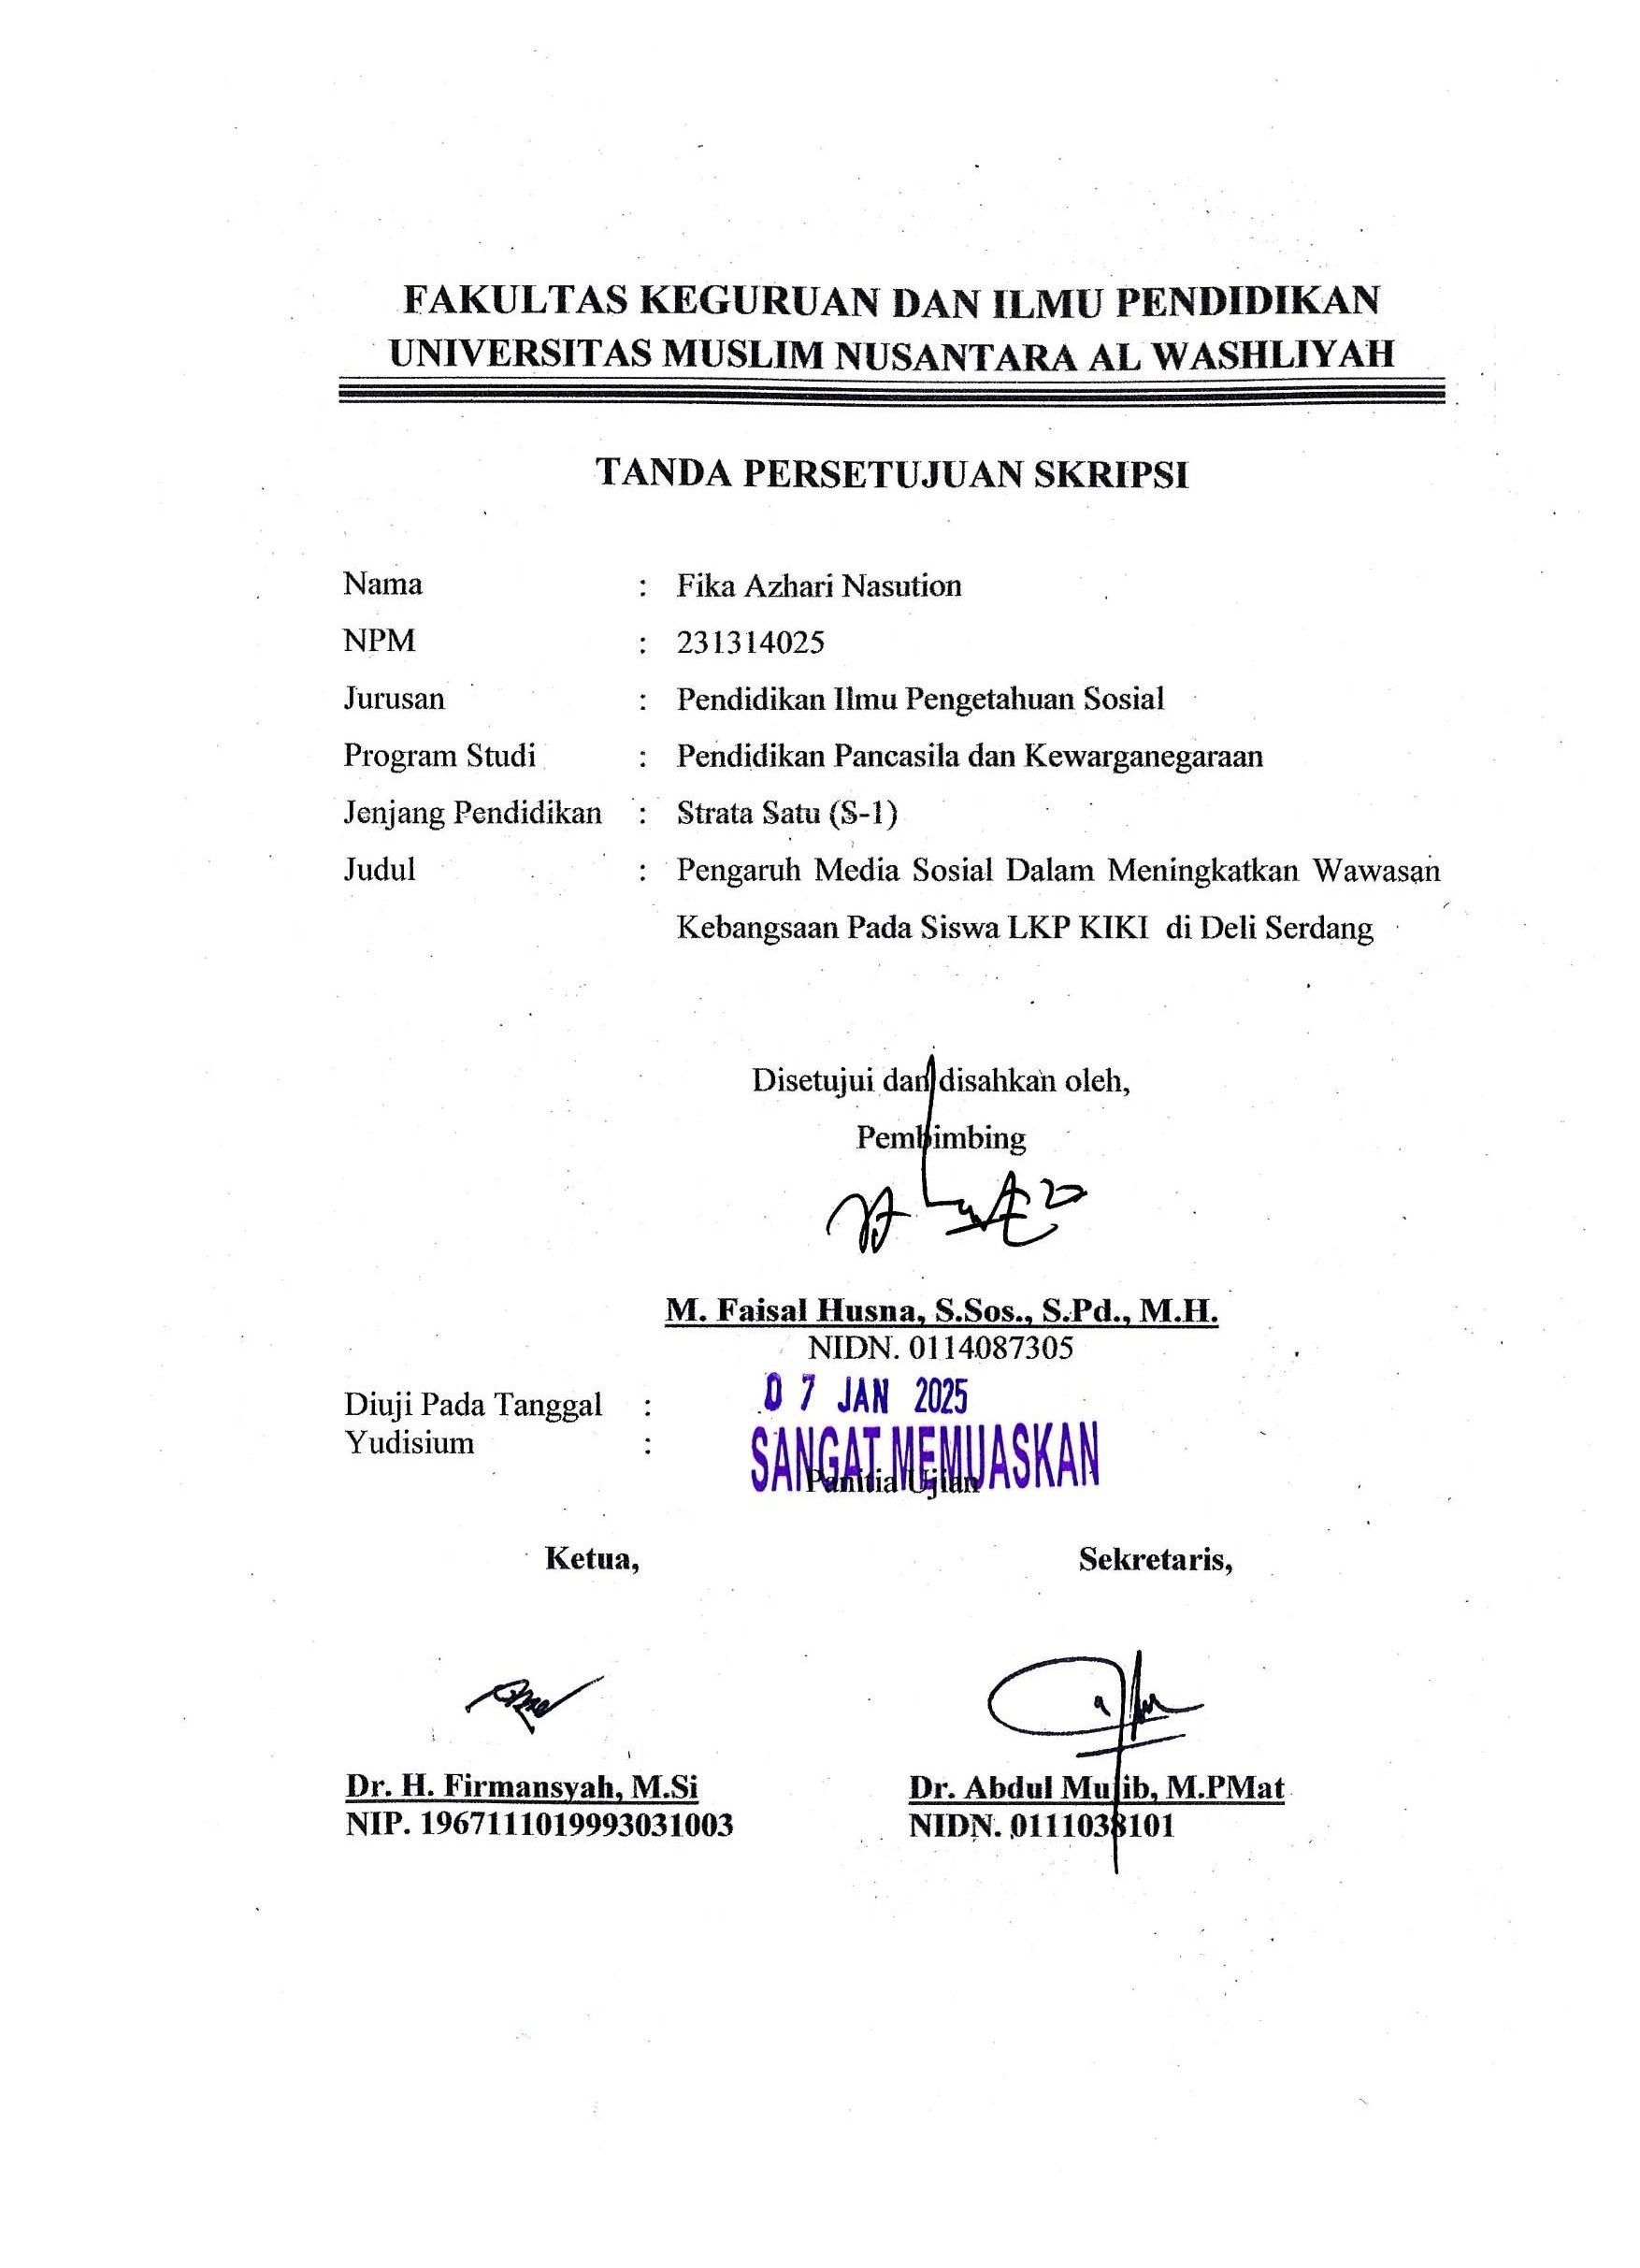 FAKULTAS KEGURUAN DAN ILMU PENDIDIKAN
UNIVERSITAS MUSLIM NUSANTARA AL WASHLIYAH
TANDA PERSETUJUAN SKRIPSI
Nama : Fika Azhari Nasution
NPM : 231314025
Jurusan : Pendidikan Ilmu Pengetahuan Sosial
Program Studi : Pendidikan Pancasila dan Kewarganegaraan
Jenjang Pendidikan : Strata Satu (S-1)
Judul : Pengaruh Media Sosial Dalam Meningkatkan Wawasan
Kebangsaan Pada Siswa LKP KIKI di Deli Serdang
Disetujui dan disahkan oleh,
Pembimbing
M. Faisal Husna, S.Sos., S.Pd., M.H.
NIDN. 0114087305
Diuji Pada Tanggal : 07 JAN 2025
Yudisium : SANGAT MEMUASKAN
Panitia Ujian
Ketua, Sekretaris,
Dr. H. Firmansyah, M.Si Dr. Abdul Mujib, M.PMat
NIP. 1967111019993031003 NIDN. 0111038101